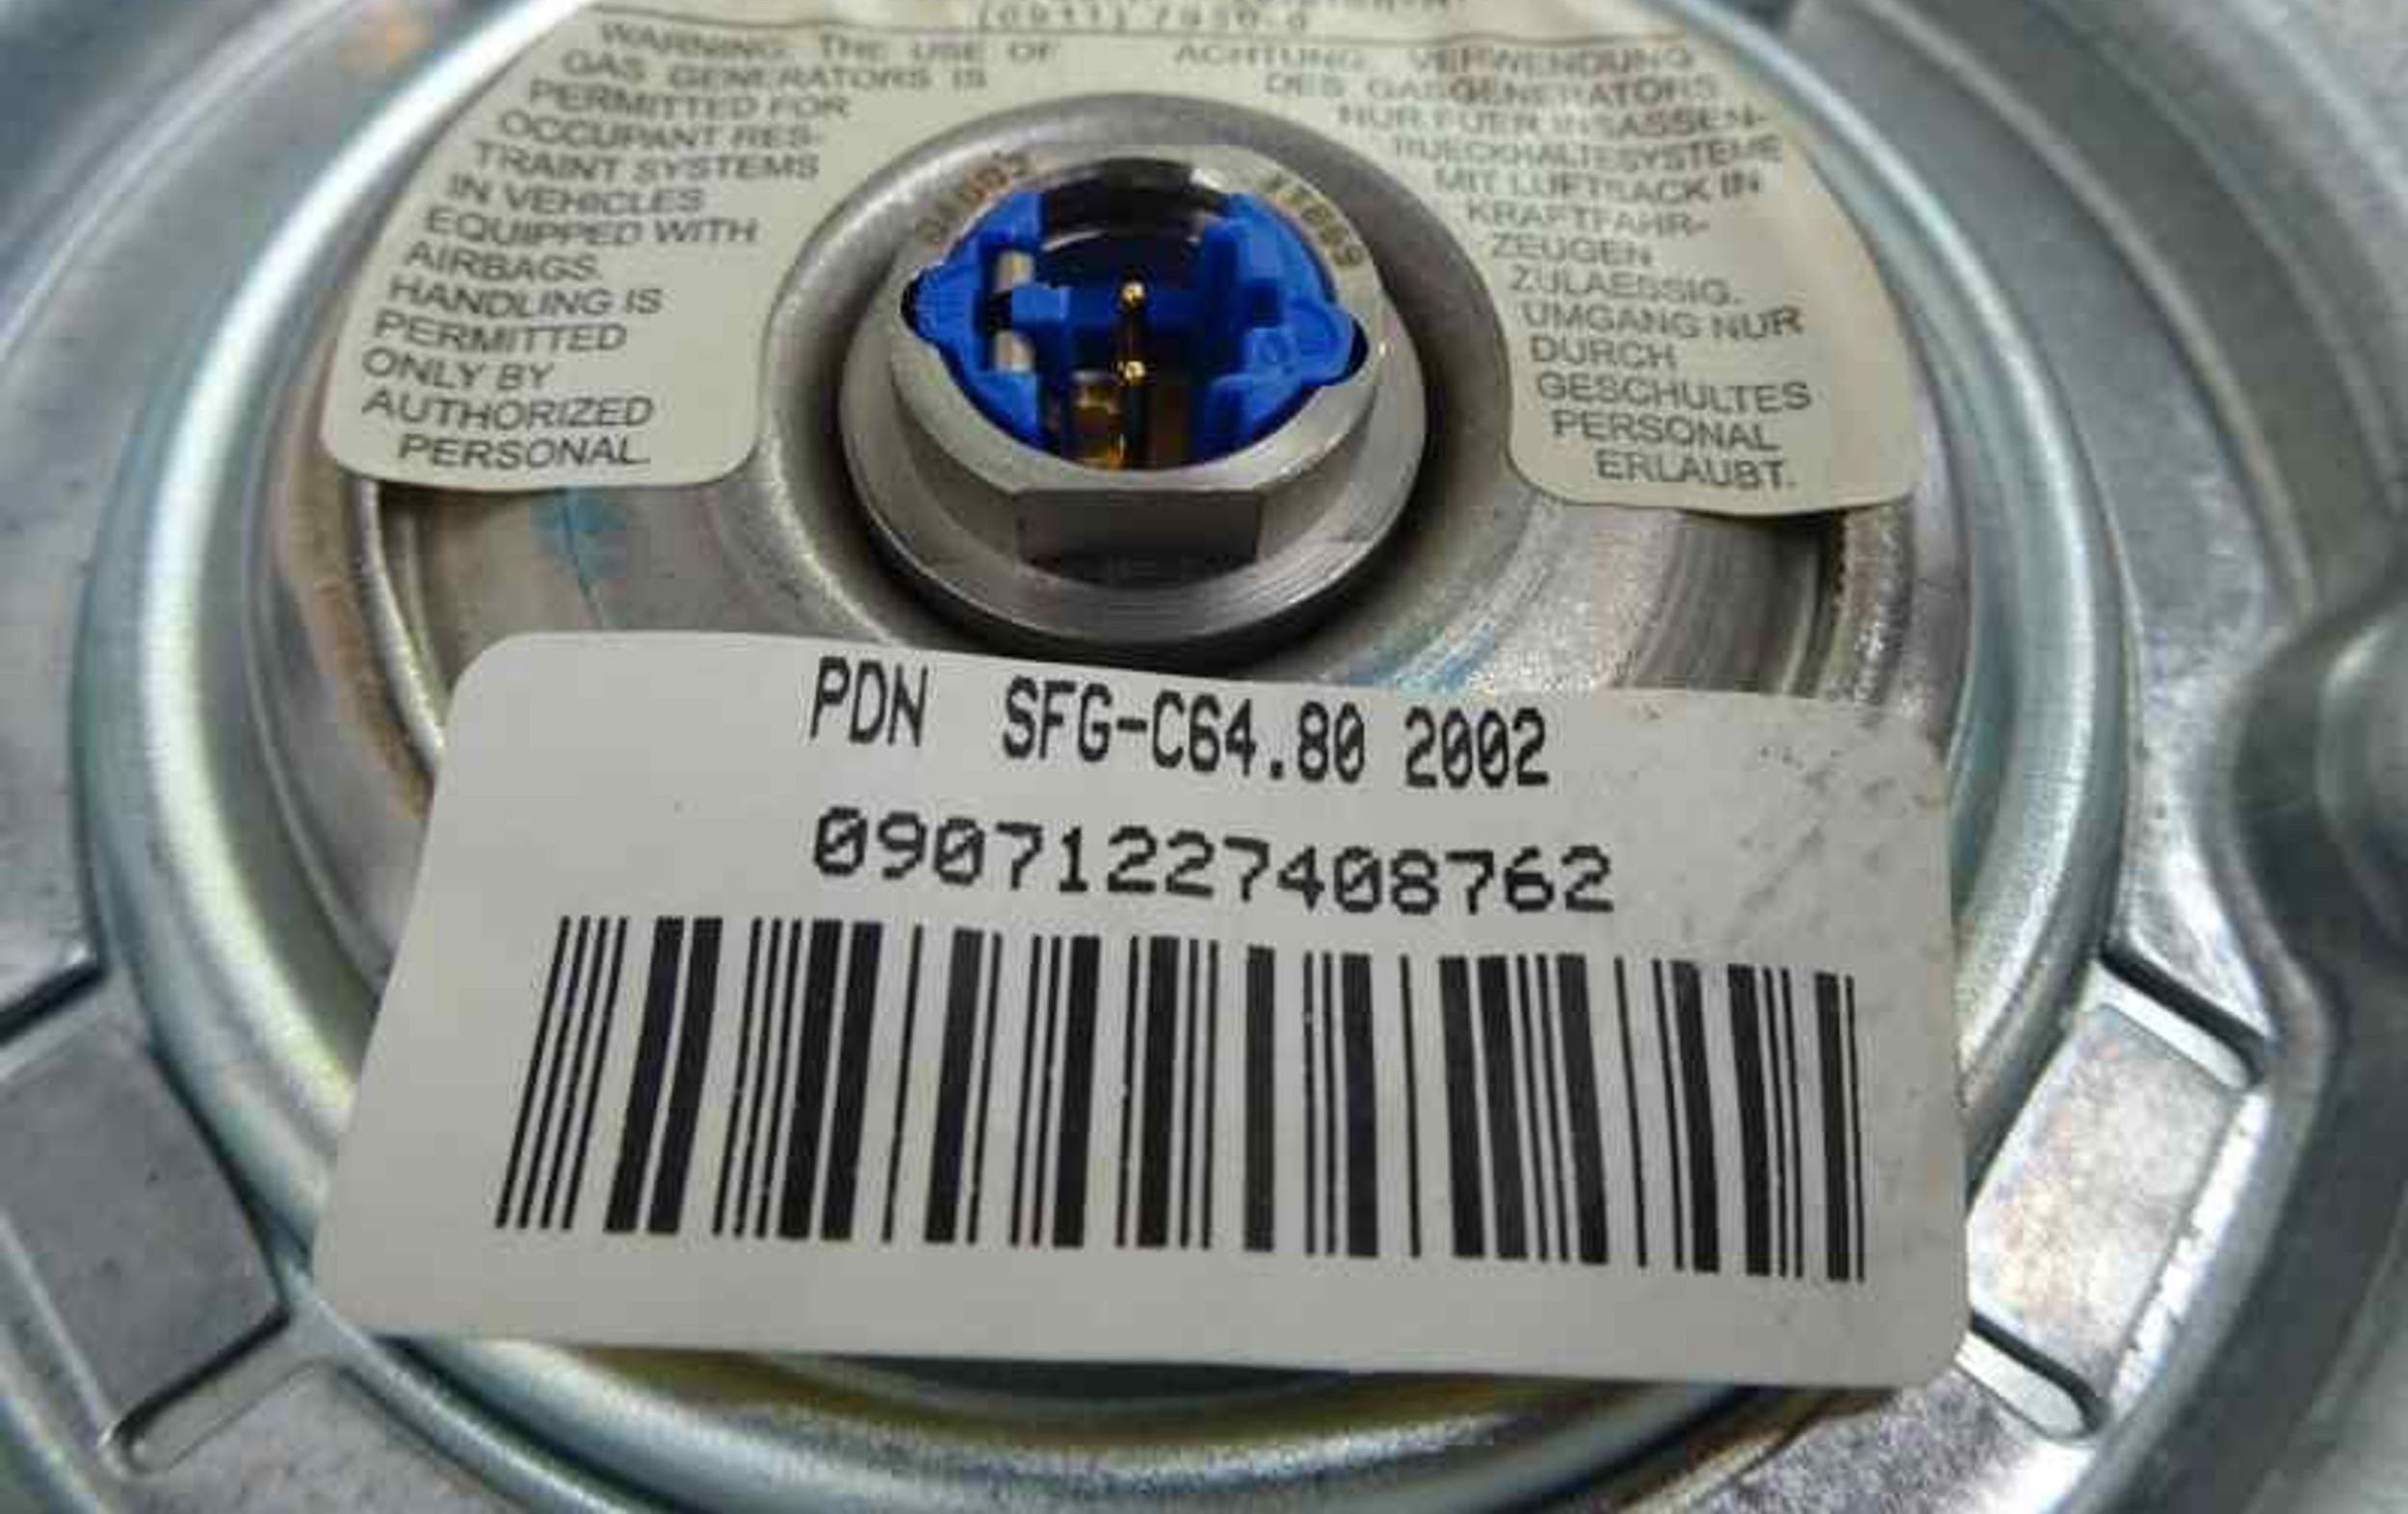 WARNING. THE USE OF
GAS GENERATORS IS
PERMITTED FOR
OCCUPANT RES-
TRAINT SYSTEMS
IN VEHICLES
EQUIPPED WITH
AIRBAGS.
HANDLING IS
PERMITTED
ONLY BY
AUTHORIZED
PERSONAL.
ACHTUNG. VERWENDUNG
DES GASGENERATORS
NUR FUER INSASSEN-
RUECKHALTESYSTEME
MIT LUFTSACK IN
KRAFTFAHR-
ZEUGEN
ZULAESSIG.
UMGANG NUR
DURCH
GESCHULTES
PERSONAL
ERLAUBT.
PDN SFG-C64.80 2002
09071227408762